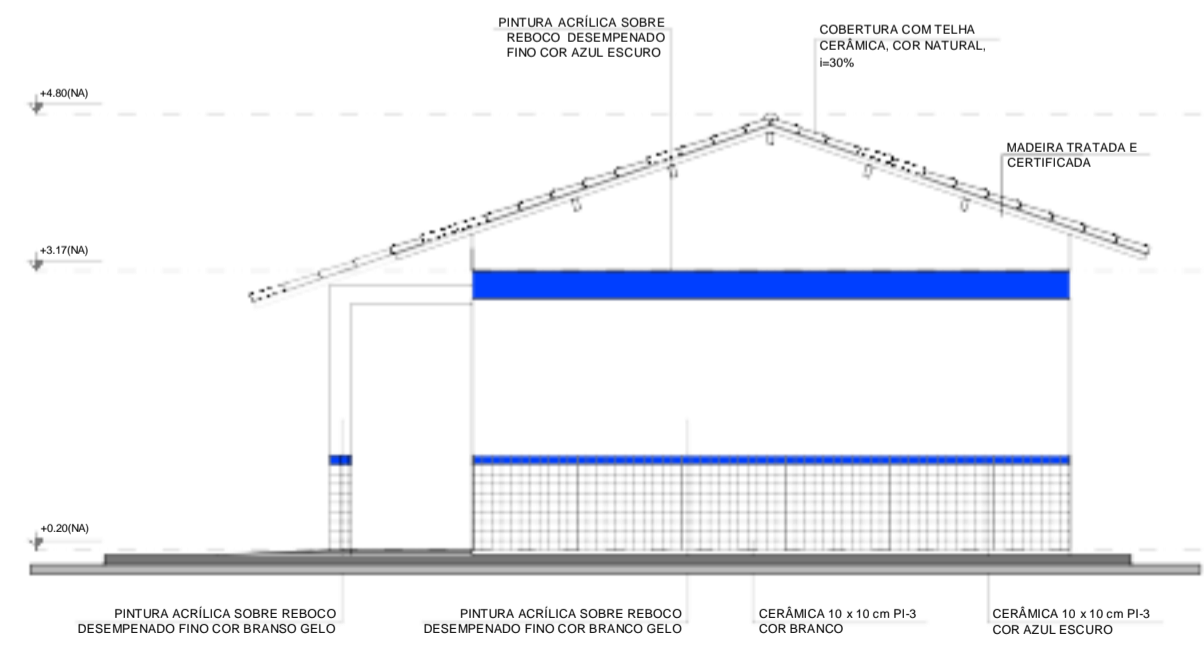 PINTURA ACRÍLICA SOBRE
REBOCO DESEMPENADO
FINO COR AZUL ESCURO
COBERTURA COM TELHA
CERÂMICA, COR NATURAL,
i=30%
+4.80(NA)
MADEIRA TRATADA E
CERTIFICADA
+3.17(NA)
+0.20(NA)
PINTURA ACRÍLICA SOBRE REBOCO
DESEMPENADO FINO COR BRANSO GELO
PINTURA ACRÍLICA SOBRE REBOCO
DESEMPENADO FINO COR BRANCO GELO
CERÂMICA 10 x 10 cm PI-3
COR BRANCO
CERÂMICA 10 x 10 cm PI-3
COR AZUL ESCURO